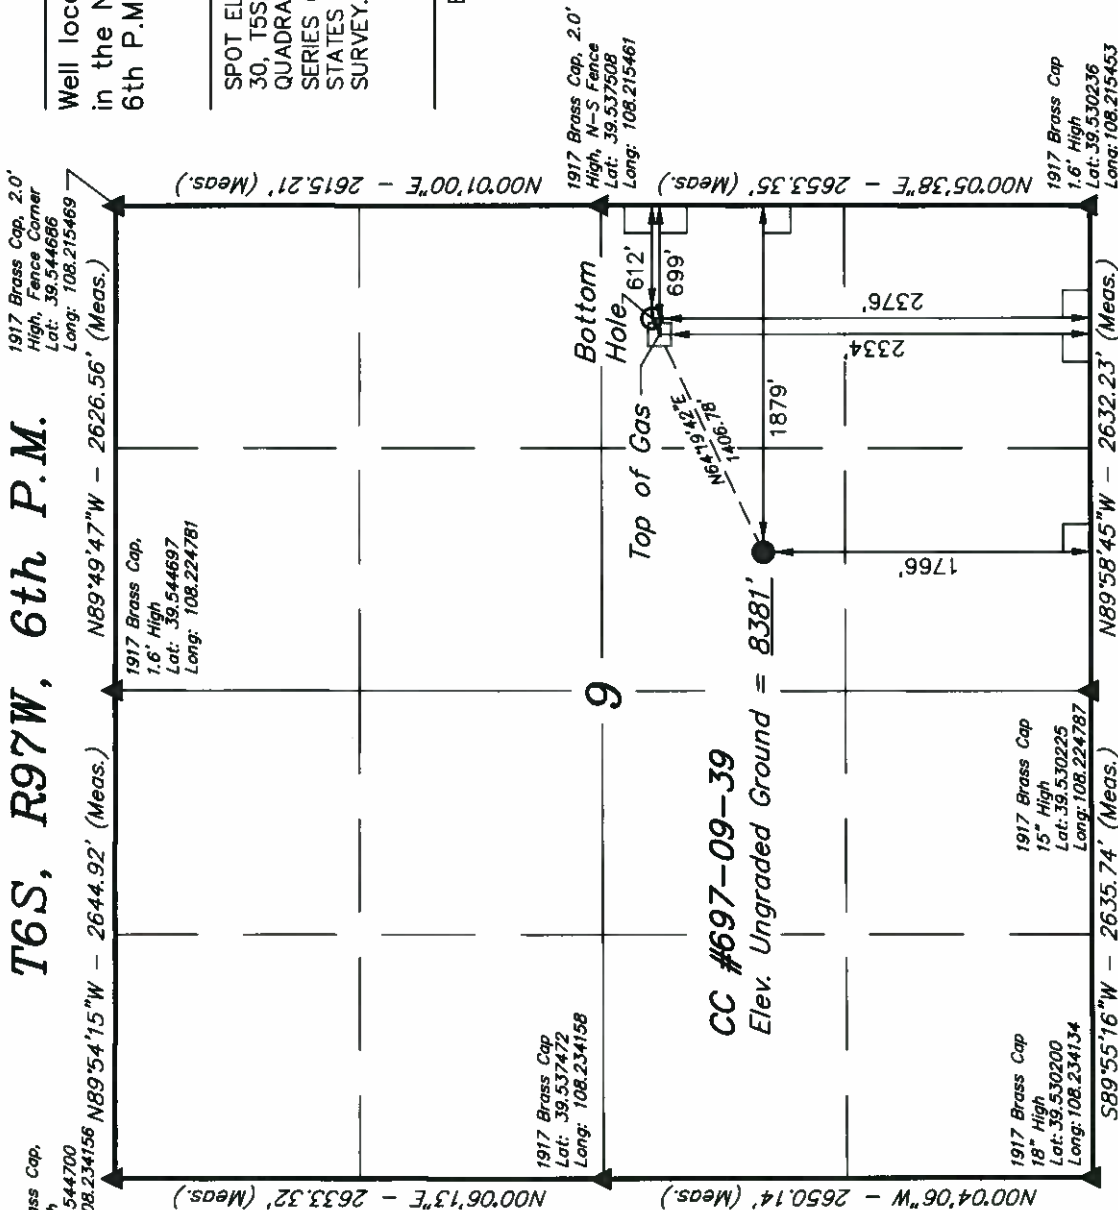 T6S, R97W, 6th P.M.
Well loc
in the N
6th P.M
SPOT EL
30, T5S
QUADRA
SERIES
STATES
SURVEY.
ass Cap,
544700
08.234156
N89°54'15"W - 2644.92' (Meas.)
N89°49'47"W - 2626.56' (Meas.)
1917 Brass Cap, 2.0'
High, Fence Corner
Lat: 39.544686
Long: 108.215469
1917 Brass Cap,
1.6' High
Lat: 39.544697
Long: 108.224781
N00°01'00"E - 2615.21' (Meas.)
N00°06'13"E - 2633.32' (Meas.)
1917 Brass Cap, 2.0'
High, N-S Fence
Lat: 39.537508
Long: 108.215461
Bottom
Hole
612'
699'
Top of Gas
N64°19'42"E
1406.78'
9
1917 Brass Cap
Lat: 39.537472
Long: 108.234158
CC #697-09-39
Elev. Ungraded Ground = 8381'
1879'
1766'
2334'
2376'
N00°05'38"E - 2653.35' (Meas.)
N00°04'06"W - 2650.14' (Meas.)
1917 Brass Cap
18" High
Lat: 39.530200
Long: 108.234134
1917 Brass Cap
15" High
Lat: 39.530225
Long: 108.224787
1917 Brass Cap
1.6' High
Lat: 39.530236
Long: 108.215453
S89°55'16"W - 2635.74' (Meas.)
N89°58'45"W - 2632.23' (Meas.)